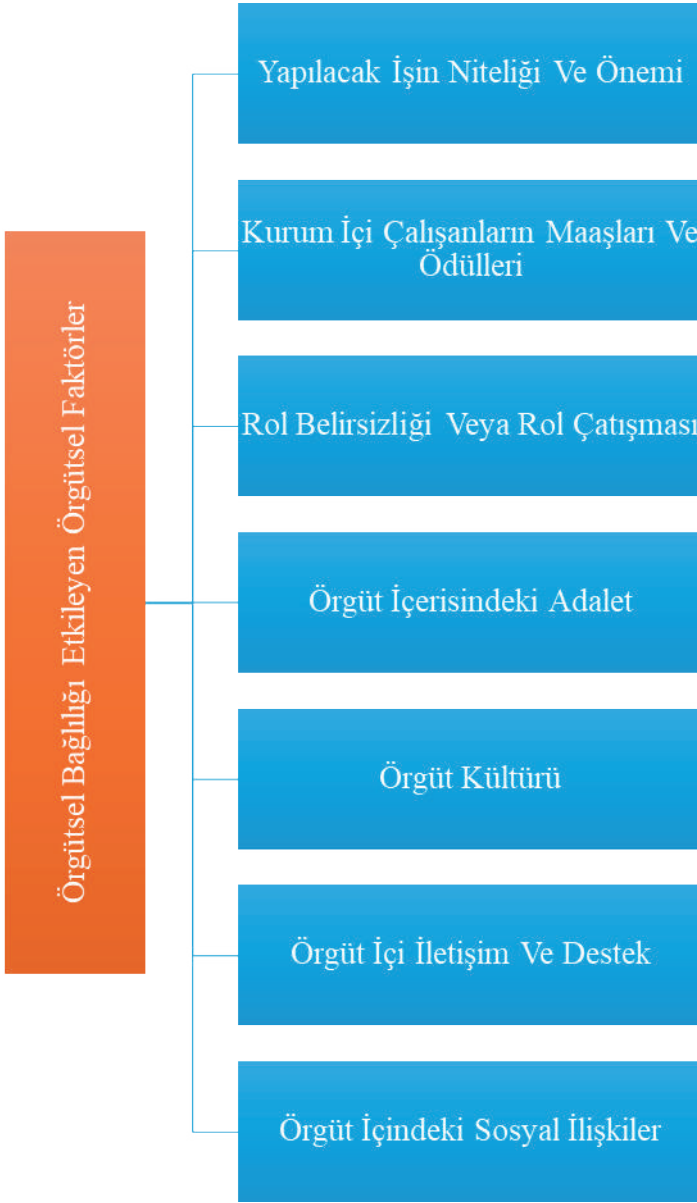 Örgütsel Bağlılığı Etkileyen Örgütsel Faktörler
Yapılacak İşin Niteliği Ve Önemi
Kurum İçi Çalışanların Maaşları Ve
Ödülleri
Rol Belirsizliği Veya Rol Çatışması
Örgüt İçerisindeki Adalet
Örgüt Kültürü
Örgüt İçi İletişim Ve Destek
Örgüt İçindeki Sosyal İlişkiler